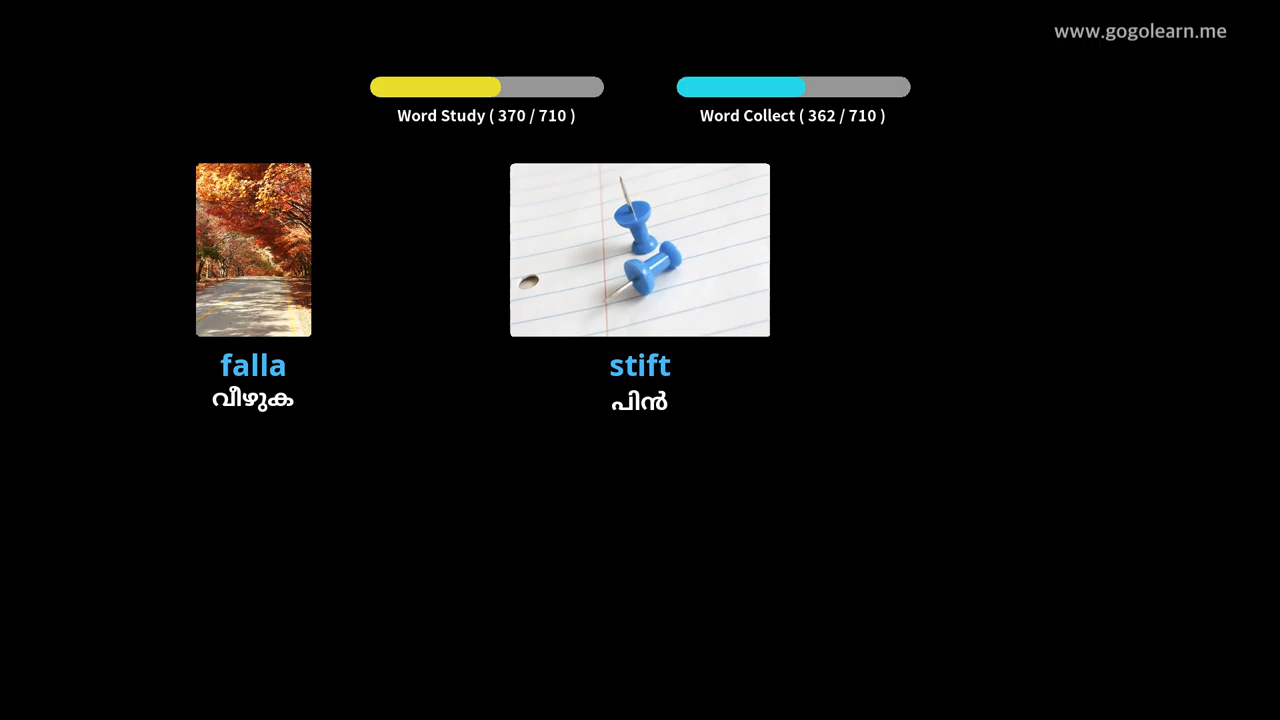 www.gogolearn.me
Word Study ( 370 / 710 )
Word Collect ( 362 / 710 )
falla
വീഴുക
stift
പിൻ